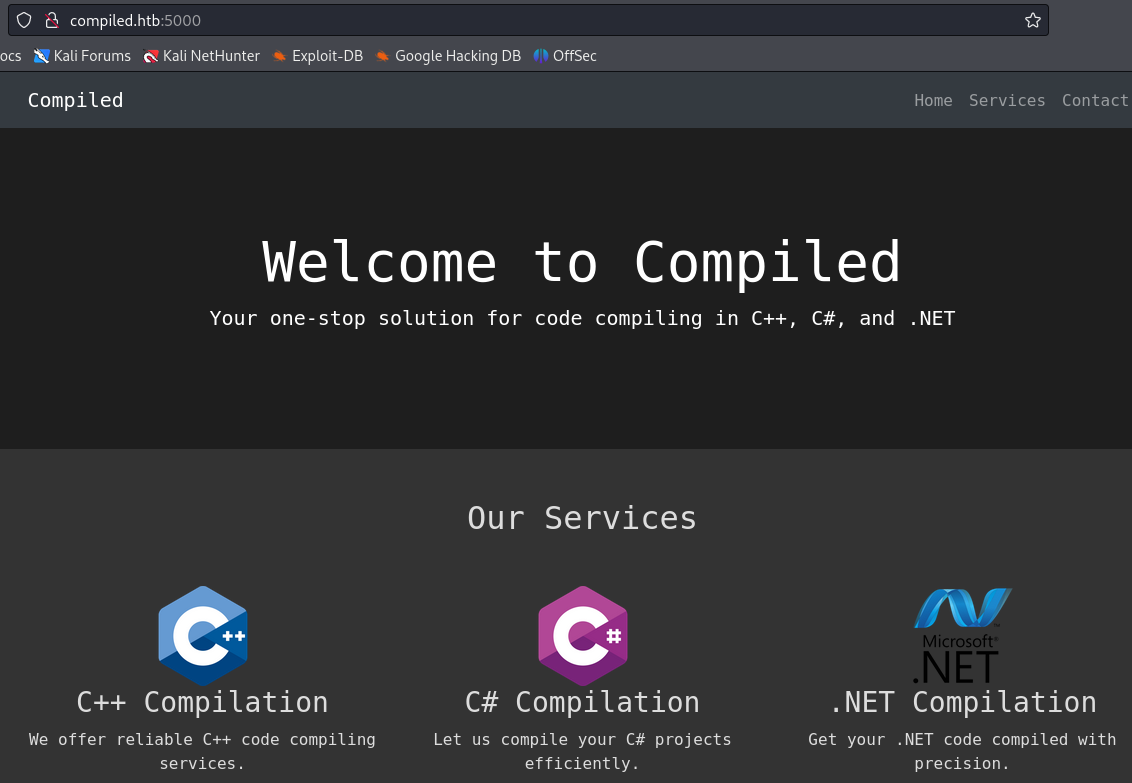 compiled.htb:5000
ocs Kali Forums Kali NetHunter Exploit-DB Google Hacking DB OffSec
Compiled Home Services Contact
Welcome to Compiled
Your one-stop solution for code compiling in C++, C#, and .NET
Our Services
C++ C# Microsoft® .NET
C++ Compilation C# Compilation .NET Compilation
We offer reliable C++ code compiling Let us compile your C# projects Get your .NET code compiled with
services. efficiently. precision.